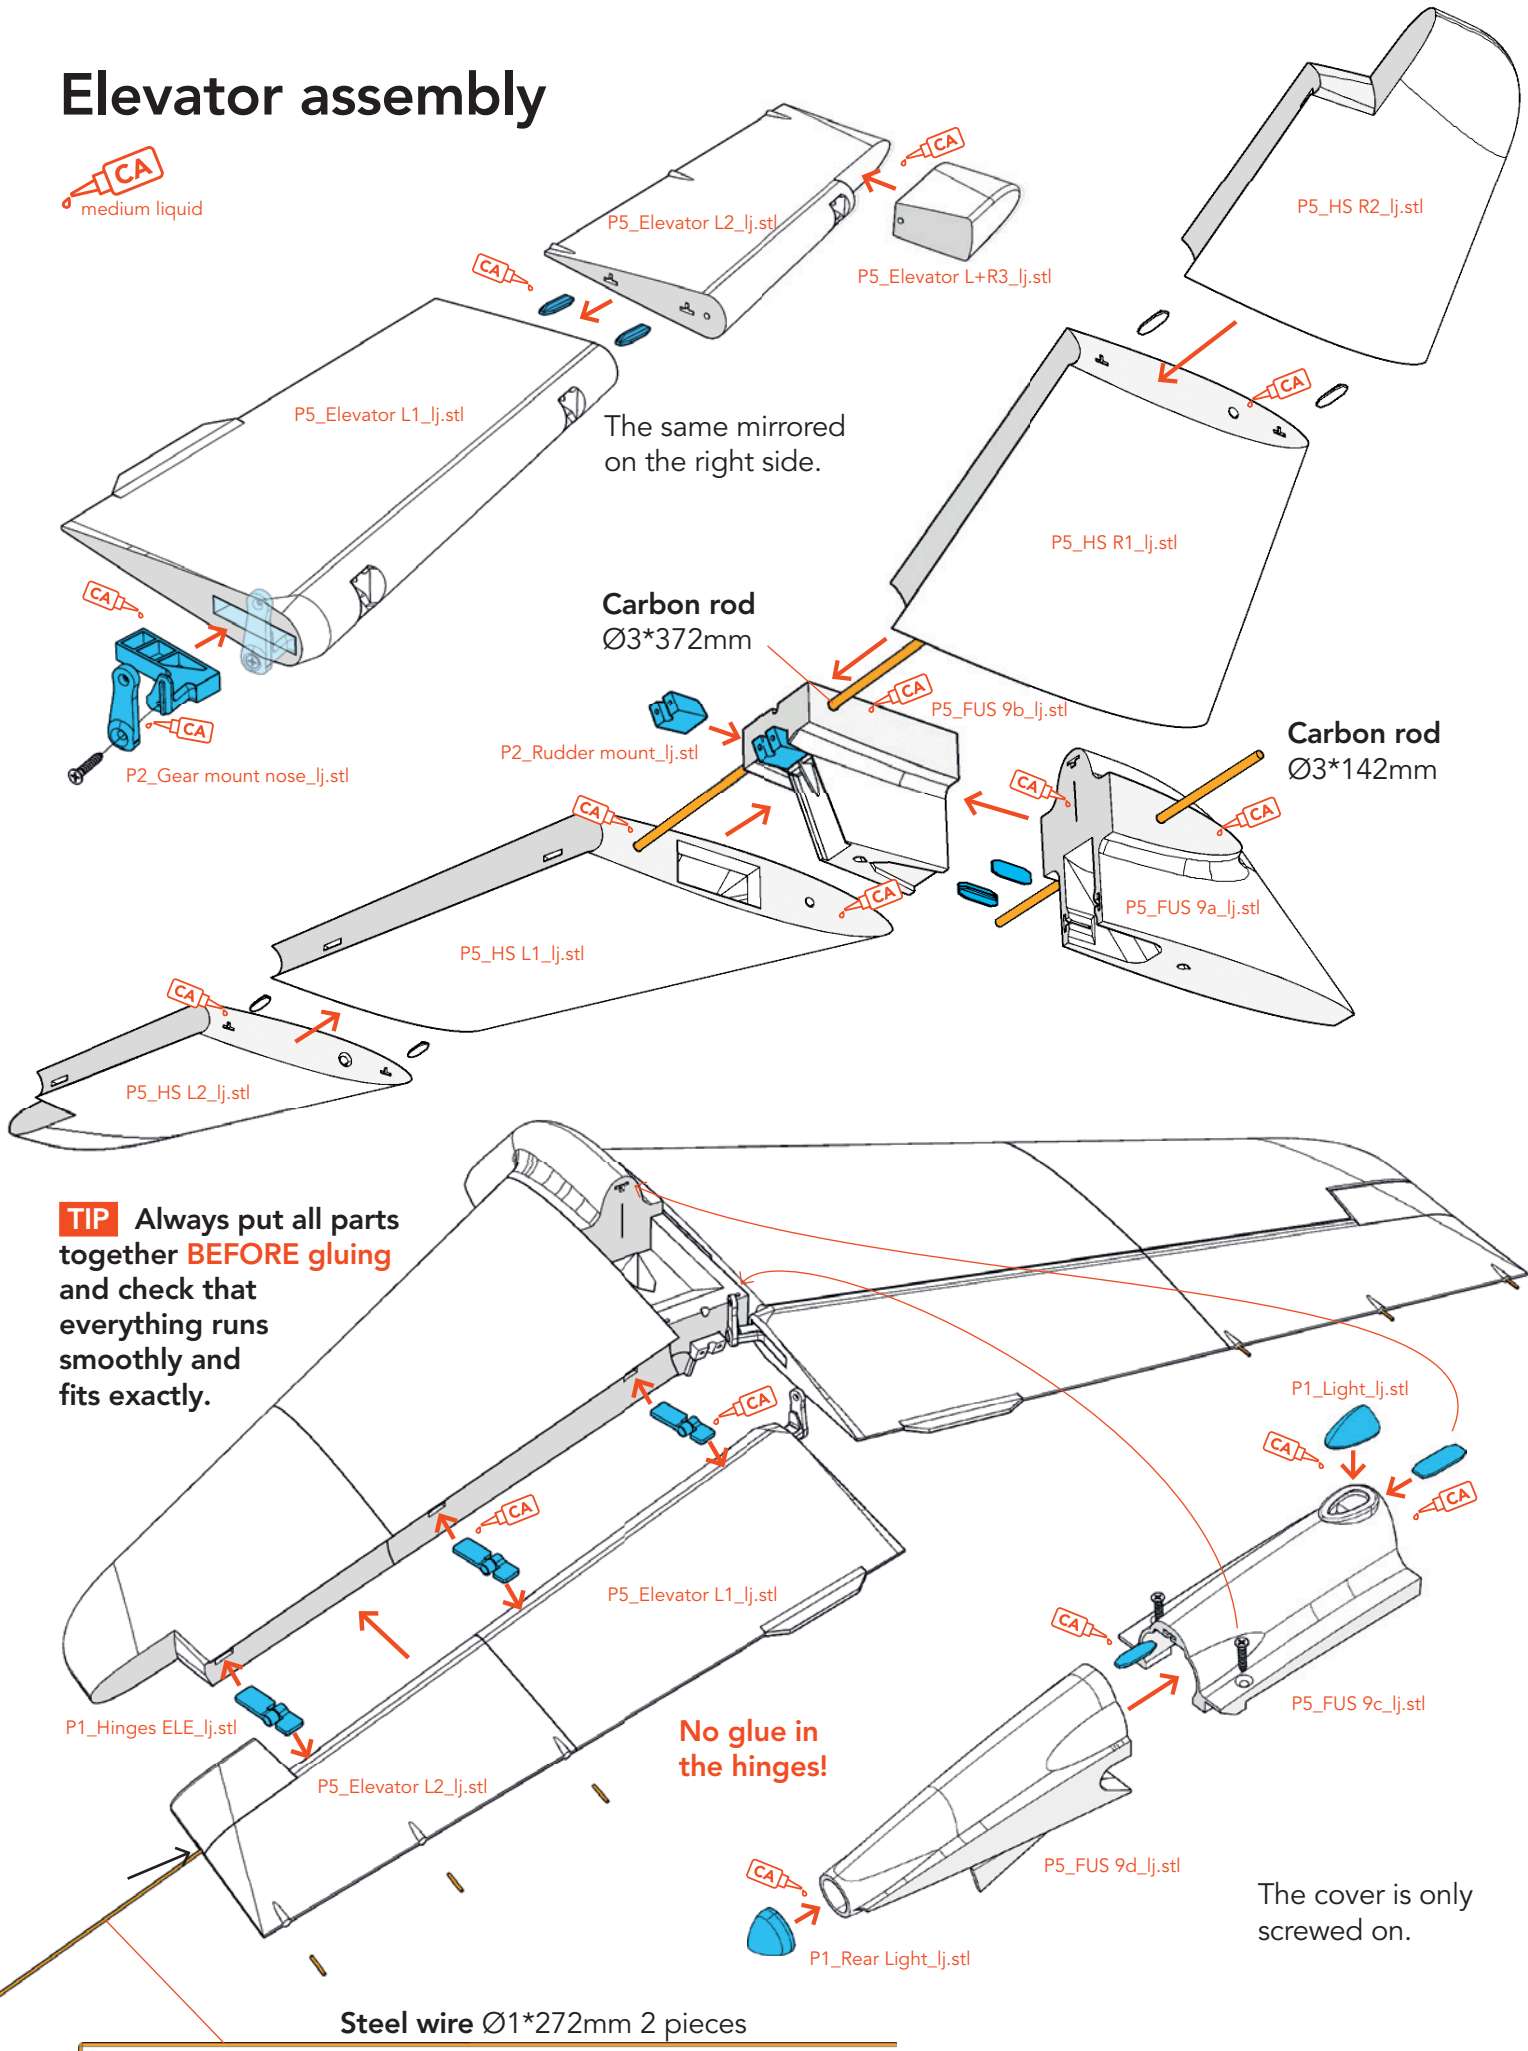 Elevator assembly
CA
medium liquid
CA
P5_Elevator L2_lj.stl
P5_Elevator L+R3_lj.stl
P5_HS R2_lj.stl
CA
P5_Elevator L1_lj.stl
The same mirrored
on the right side.
CA
P5_HS R1_lj.stl
CA
Carbon rod
Ø3*372mm
CA
P5_FUS 9b_lj.stl
CA
P2_Rudder mount_lj.stl
P2_Gear mount nose_lj.stl
Carbon rod
Ø3*142mm
CA
CA
CA
CA
P5_FUS 9a_lj.stl
P5_HS L1_lj.stl
CA
P5_HS L2_lj.stl
TIP Always put all parts
together BEFORE gluing
and check that
everything runs
smoothly and
fits exactly.
CA
P1_Light_lj.stl
CA
CA
CA
P5_Elevator L1_lj.stl
CA
P5_FUS 9c_lj.stl
P1_Hinges ELE_lj.stl
No glue in
the hinges!
P5_Elevator L2_lj.stl
CA
P5_FUS 9d_lj.stl
The cover is only
screwed on.
P1_Rear Light_lj.stl
Steel wire Ø1*272mm 2 pieces